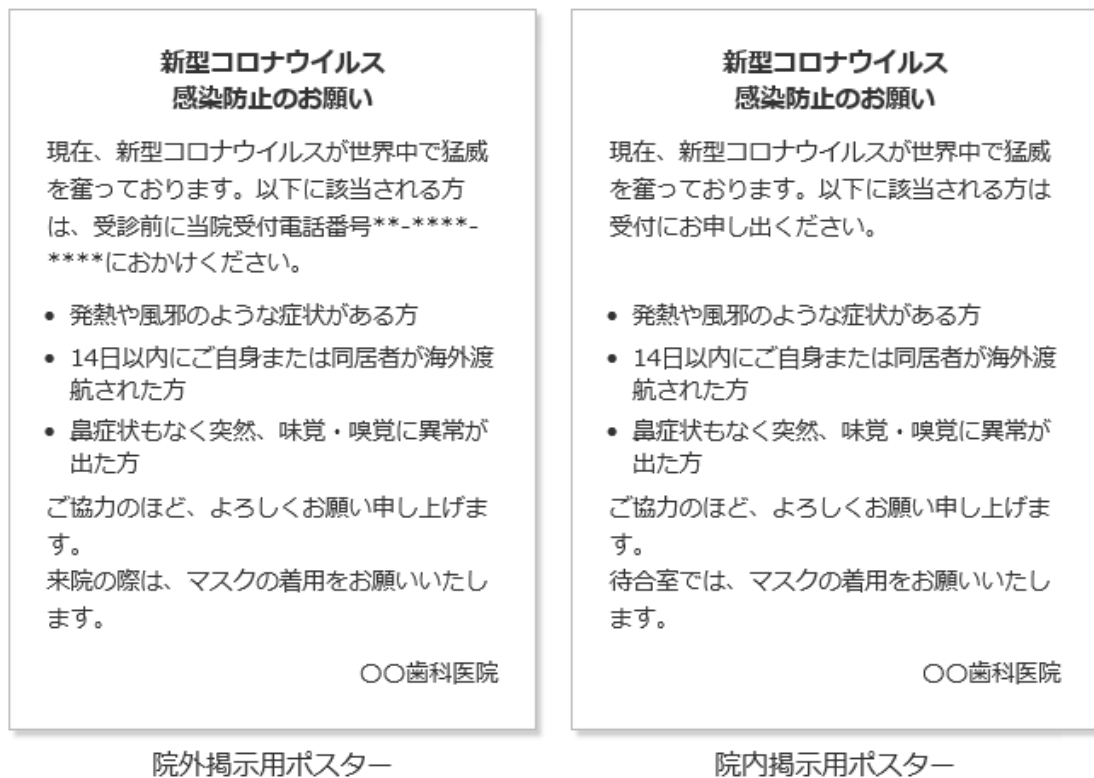 新型コロナウイルス
感染防止のお願い
現在、新型コロナウイルスが世界中で猛威
を奮っております。以下に該当される方
は、受診前に当院受付電話番号**-****-
****におかけください。
• 発熱や風邪のような症状がある方
• 14日以内にご自身または同居者が海外渡
航された方
• 鼻症状もなく突然、味覚・嗅覚に異常が
出た方
ご協力のほど、よろしくお願い申し上げま
す。
来院の際は、マスクの着用をお願いいたし
ます。
〇〇歯科医院
院外掲示用ポスター
新型コロナウイルス
感染防止のお願い
現在、新型コロナウイルスが世界中で猛威
を奮っております。以下に該当される方は
受付にお申し出ください。
• 発熱や風邪のような症状がある方
• 14日以内にご自身または同居者が海外渡
航された方
• 鼻症状もなく突然、味覚・嗅覚に異常が
出た方
ご協力のほど、よろしくお願い申し上げま
す。
待合室では、マスクの着用をお願いいたし
ます。
〇〇歯科医院
院内掲示用ポスター